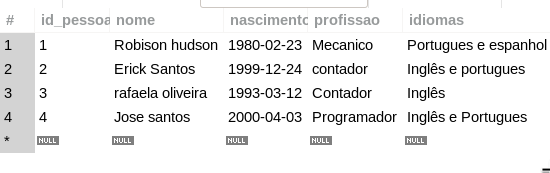 # id_pessoa nome nascimento profissao idiomas
1 1 Robison hudson 1980-02-23 Mecanico Portugues e espanhol
2 2 Erick Santos 1999-12-24 contador Inglês e portugues
3 3 rafaela oliveira 1993-03-12 Contador Inglês
4 4 Jose santos 2000-04-03 Programador Inglês e Portugues
* NULL NULL NULL NULL NULL